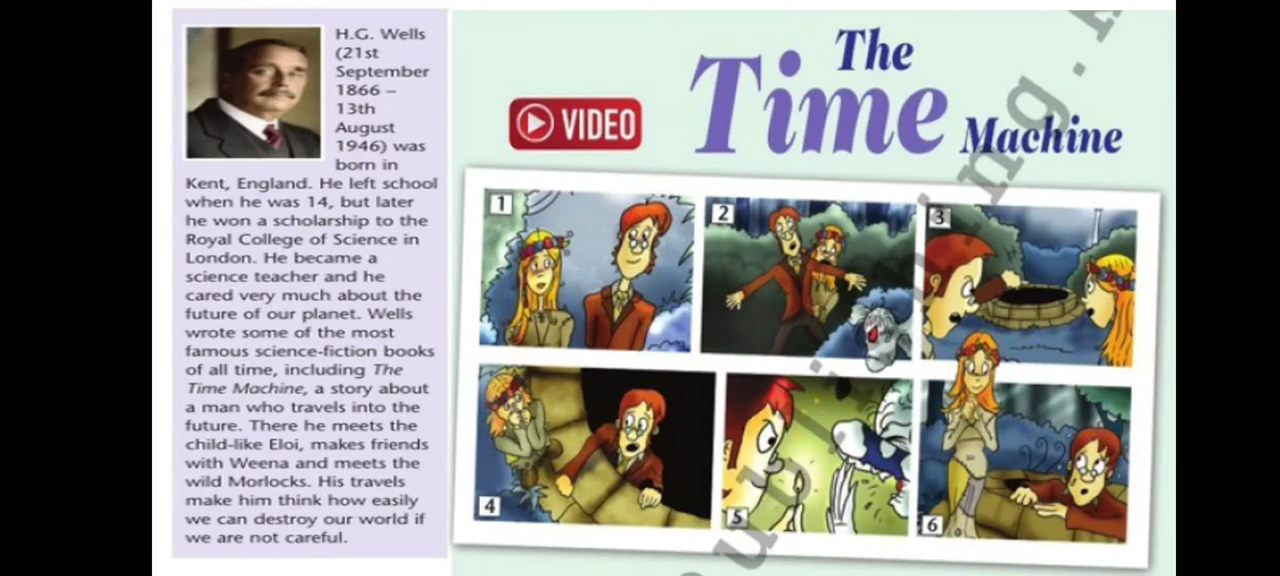 H.G. Wells
(21st
September
1866 –
13th
August
1946) was
born in
Kent, England. He left school
when he was 14, but later
he won a scholarship to the
Royal College of Science in
London. He became a
science teacher and he
cared very much about the
future of our planet. Wells
wrote some of the most
famous science-fiction books
of all time, including The
Time Machine, a story about
a man who travels into the
future. There he meets the
child-like Eloi, makes friends
with Weena and meets the
wild Morlocks. His travels
make him think how easily
we can destroy our world if
we are not careful.
VIDEO
The
Time
Machine
1
2
3
4
5
6